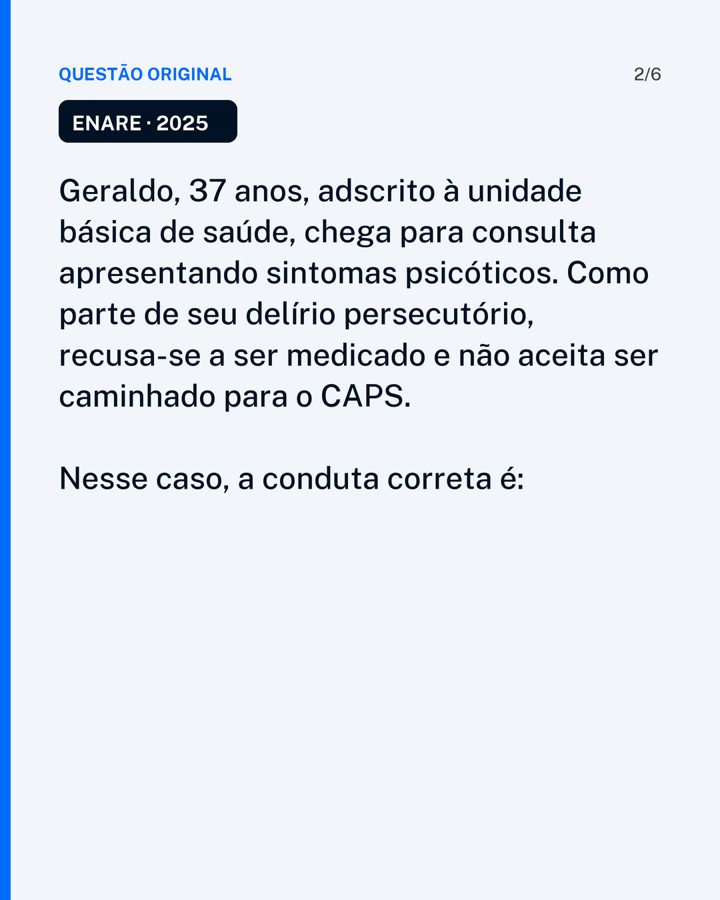 QUESTÃO ORIGINAL
2/6
ENARE · 2025
Geraldo, 37 anos, adscrito à unidade
básica de saúde, chega para consulta
apresentando sintomas psicóticos. Como
parte de seu delírio persecutório,
recusa-se a ser medicado e não aceita ser
caminhado para o CAPS.
Nesse caso, a conduta correta é: